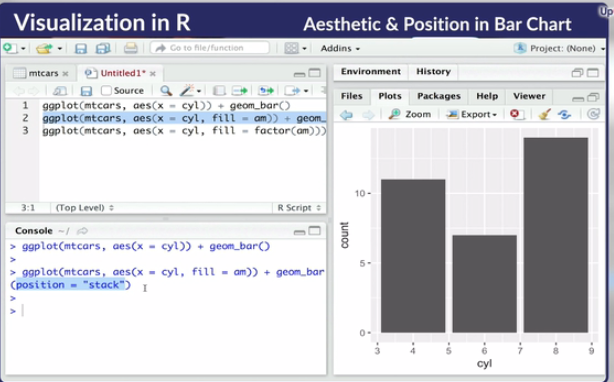 Visualization in R
Aesthetic & Position in Bar Chart
Up
Go to file/function
Addins
Project: (None)
mtcars
Untitled1*
Source
1 ggplot(mtcars, aes(x = cyl)) + geom_bar()
2 ggplot(mtcars, aes(x = cyl, fill = am)) + geom_
3 ggplot(mtcars, aes(x = cyl, fill = factor(am)))
3:1 (Top Level) R Script
Console ~/
> ggplot(mtcars, aes(x = cyl)) + geom_bar()
>
> ggplot(mtcars, aes(x = cyl, fill = am)) + geom_bar
(position = "stack")
>
>
Environment History
Files Plots Packages Help Viewer
Zoom Export
count
10
5
0
3 4 5 6 7 8 9
cyl